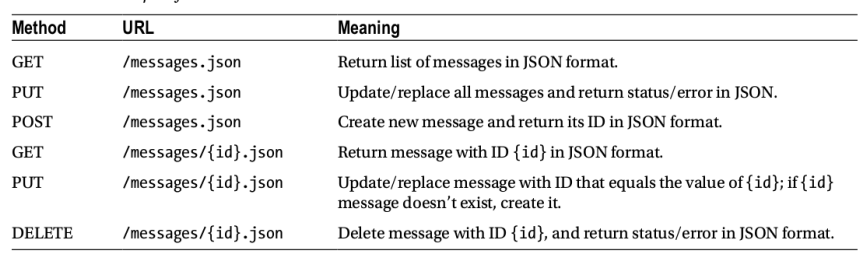 Method URL Meaning
GET /messages.json Return list of messages in JSON format.
PUT /messages.json Update/replace all messages and return status/error in JSON.
POST /messages.json Create new message and return its ID in JSON format.
GET /messages/{id}.json Return message with ID {id} in JSON format.
PUT /messages/{id}.json Update/replace message with ID that equals the value of {id}; if {id}
message doesn't exist, create it.
DELETE /messages/{id}.json Delete message with ID {id}, and return status/error in JSON format.